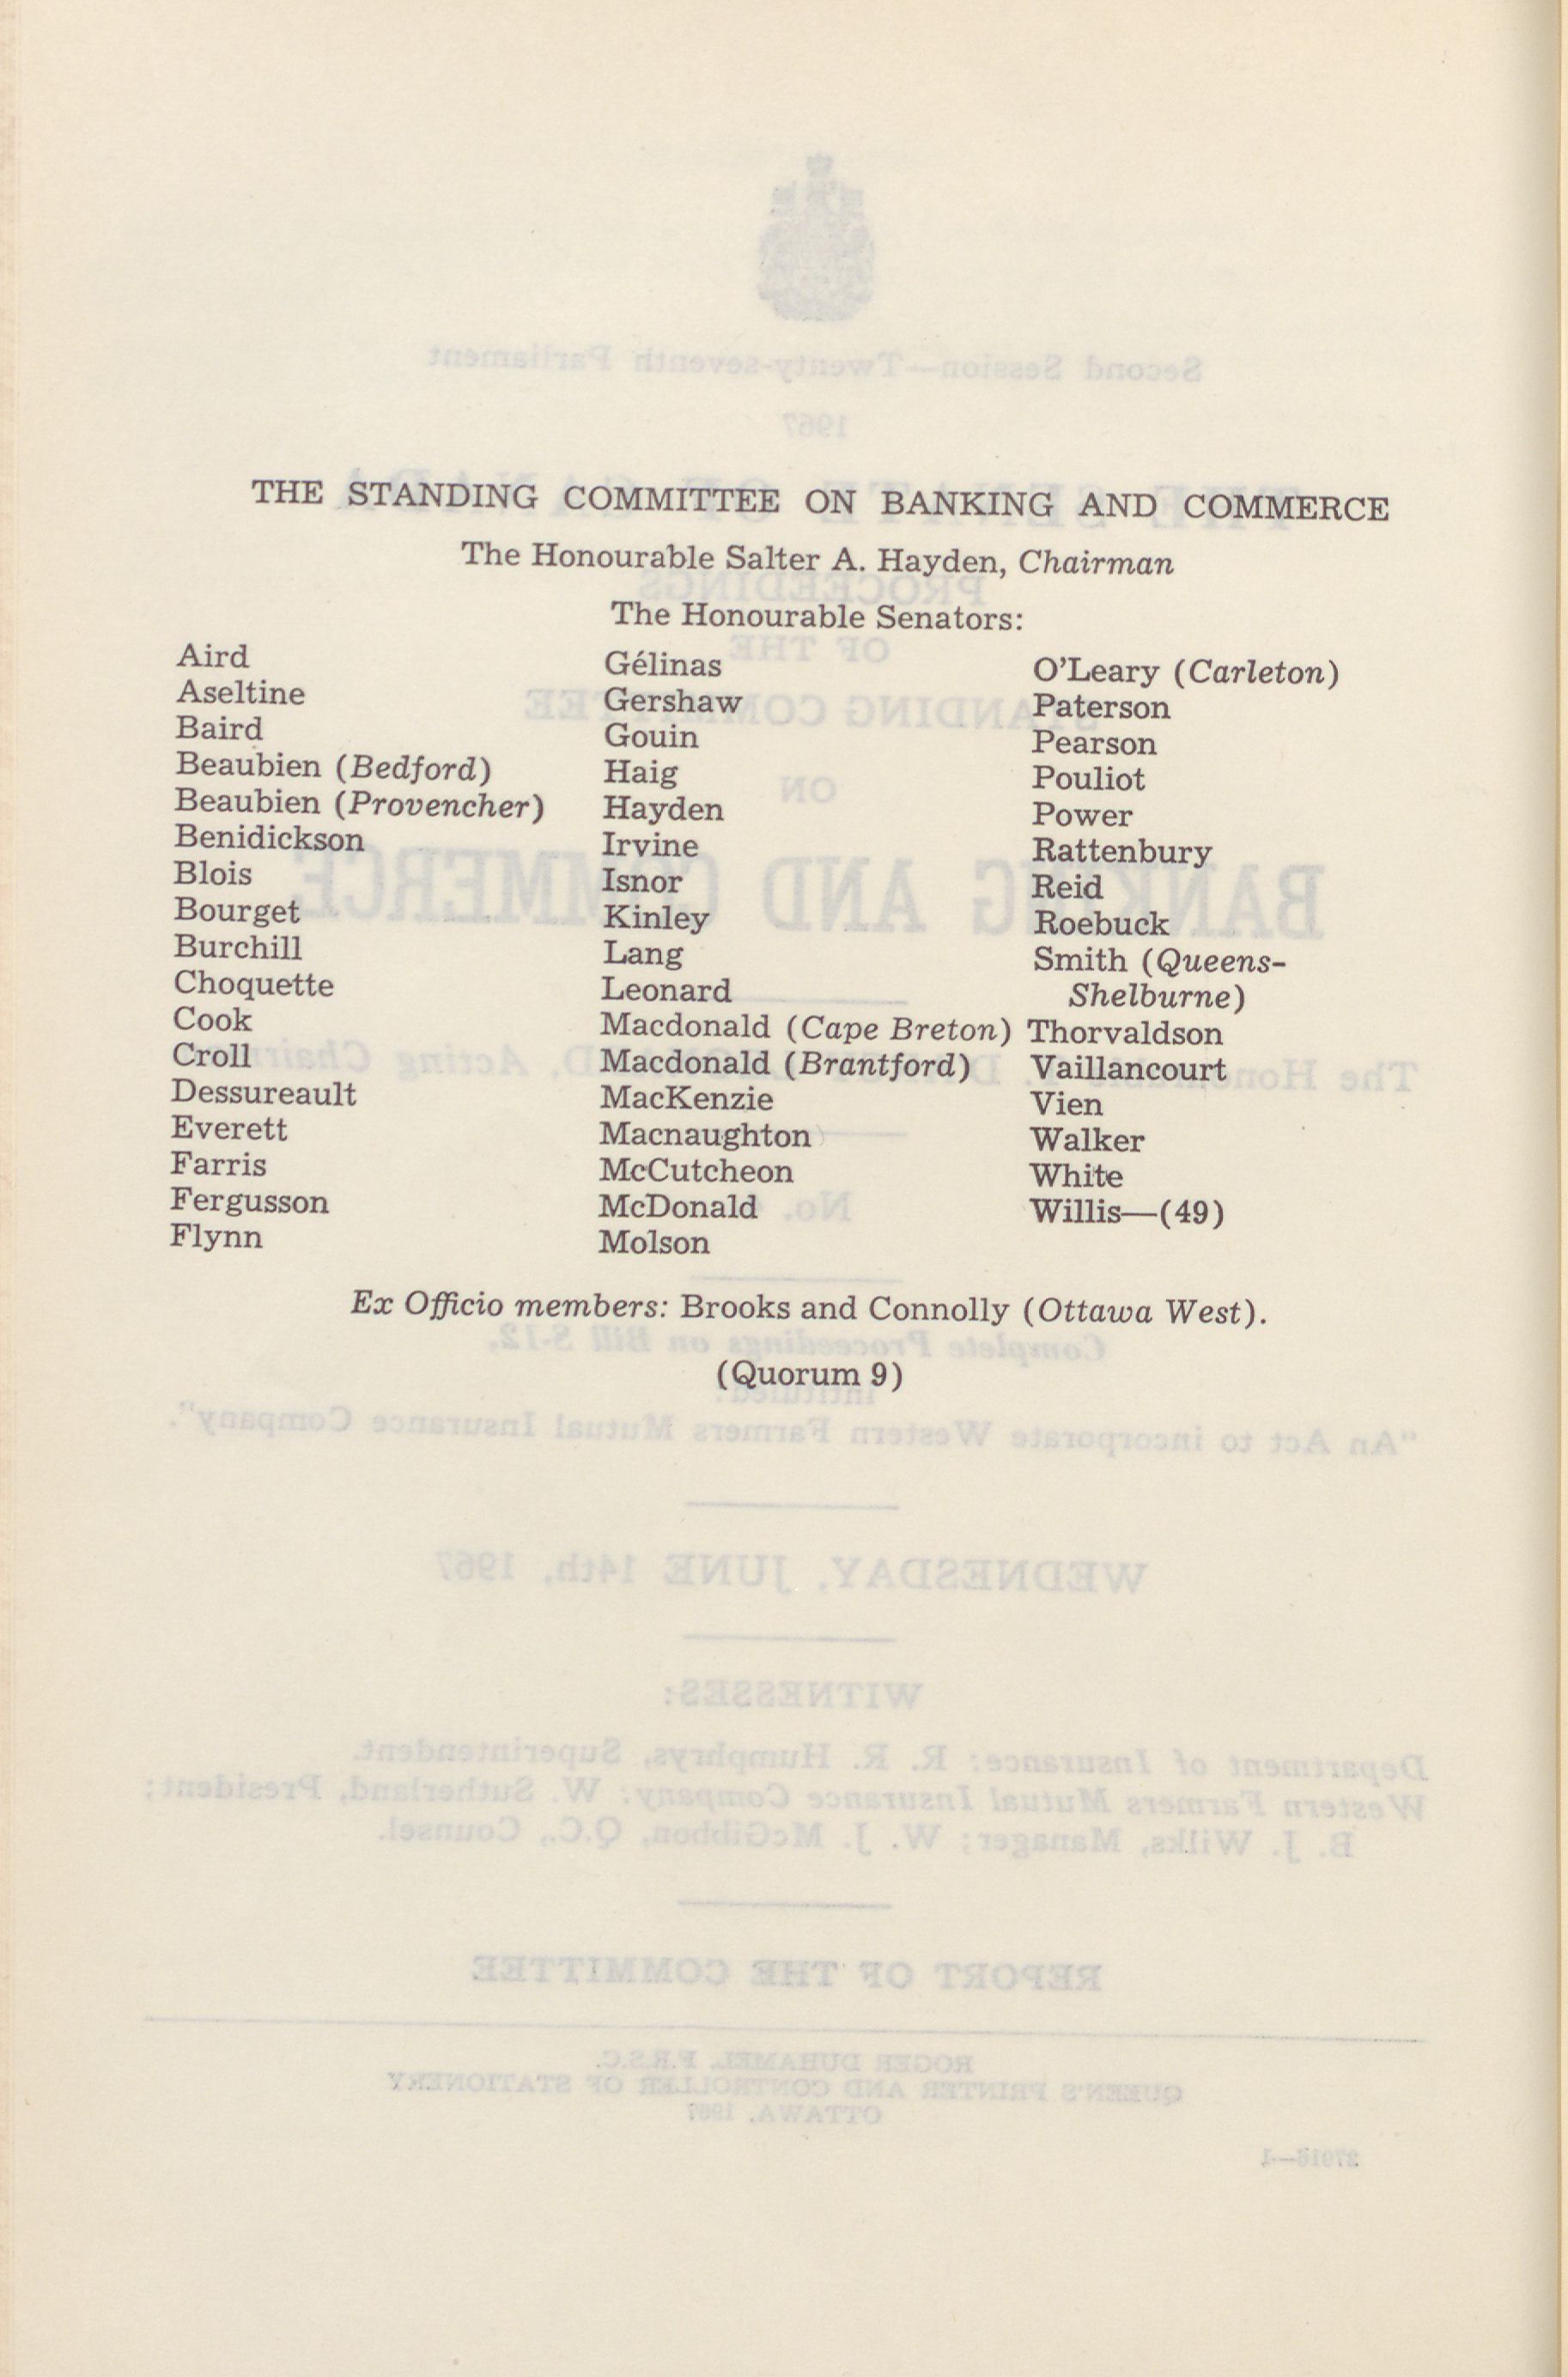 THE STANDING COMMITTEE ON BANKING AND COMMERCE
The Honourable Salter A. Hayden, Chairman
The Honourable Senators:
Aird
Aseltine
Baird
Beaubien (Bedford)
Beaubien (Provencher)
Benidickson
Blois
Bourget
Burchill
Choquette
Cook
Croll
Dessureault
Everett
Farris
Fergusson
Flynn
Gélinas
Gershaw
Gouin
Haig
Hayden
Irvine
Isnor
Kinley
Lang
Leonard
Macdonald (Cape Breton)
Macdonald (Brantford)
MacKenzie
Macnaughton
McCutcheon
McDonald
Molson
O'Leary (Carleton)
Paterson
Pearson
Pouliot
Power
Rattenbury
Reid
Roebuck
Smith (Queens-
Shelburne)
Thorvaldson
Vaillancourt
Vien
Walker
White
Willis—(49)
Ex Officio members: Brooks and Connolly (Ottawa West).
(Quorum 9)